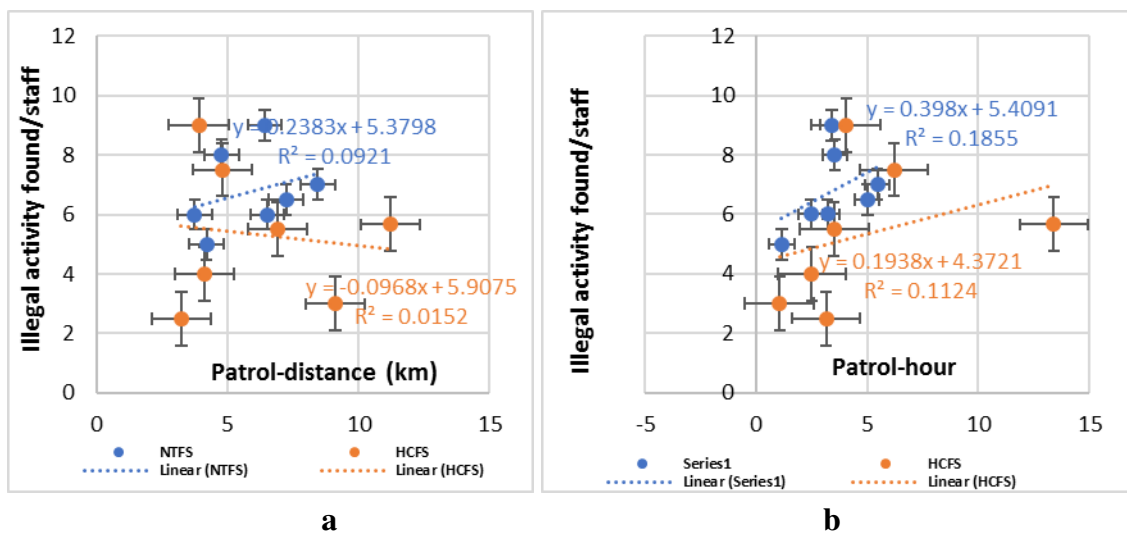 Illegal activity found/staff
12
10
8
6
4
2
0
y = 0.2383x + 5.3798
R² = 0.0921
y = -0.0968x + 5.9075
R² = 0.0152
Patrol-distance (km)
0 5 10 15
NTFS HCFS
Linear (NTFS) Linear (HCFS)
a
Illegal activity found/staff
12
10
8
6
4
2
0
y = 0.398x + 5.4091
R² = 0.1855
y = 0.1938x + 4.3721
R² = 0.1124
Patrol-hour
-5 0 5 10 15
Series1 HCFS
Linear (Series1) Linear (HCFS)
b